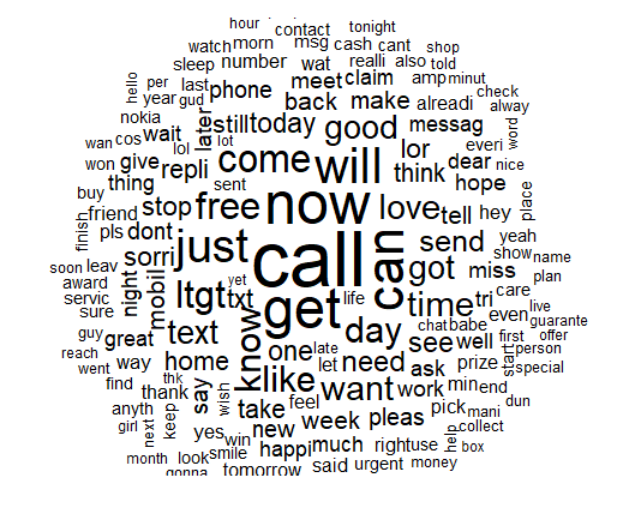 hour contact tonight
watch morn msg cash cant shop
sleep number wat realli also told
hello per last phone meet claim amp minut
year gud back make alreadi check
nokia later still today good messag alway
wan cos wait lol lot lor everi word
won give repli come will think dear nice
thing sent hope
buy friend stop free now love tell hey place
finish pls dont just send yeah
sorri call can got miss show name
soon leav night mobil yet plan
award ltgt txt get life time tri care
servic sure text know day even live
guy great chat babe guarante
reach way home one late see well first offer
went let need ask prize start person
find thk like want work min end special
thank say wish
anyth keep take feel pick mani dun
girl next yes win new week pleas help collect
month look smile happi much right use box
gonna tomorrow said urgent money